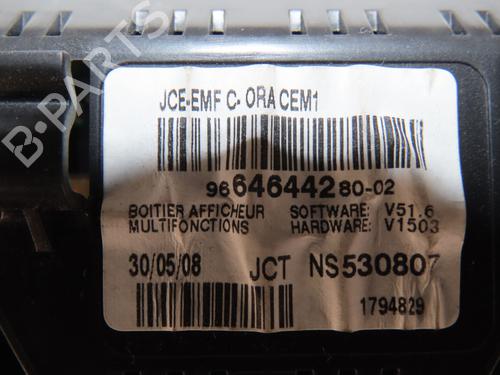 B-PARTS
JCE-EMF C- ORA CEM1
9664644280-02
BOITIER AFFICHEUR SOFTWARE: V51.6
MULTIFONCTIONS HARDWARE: V1503
30/05/08 JCT NS530807
1794829